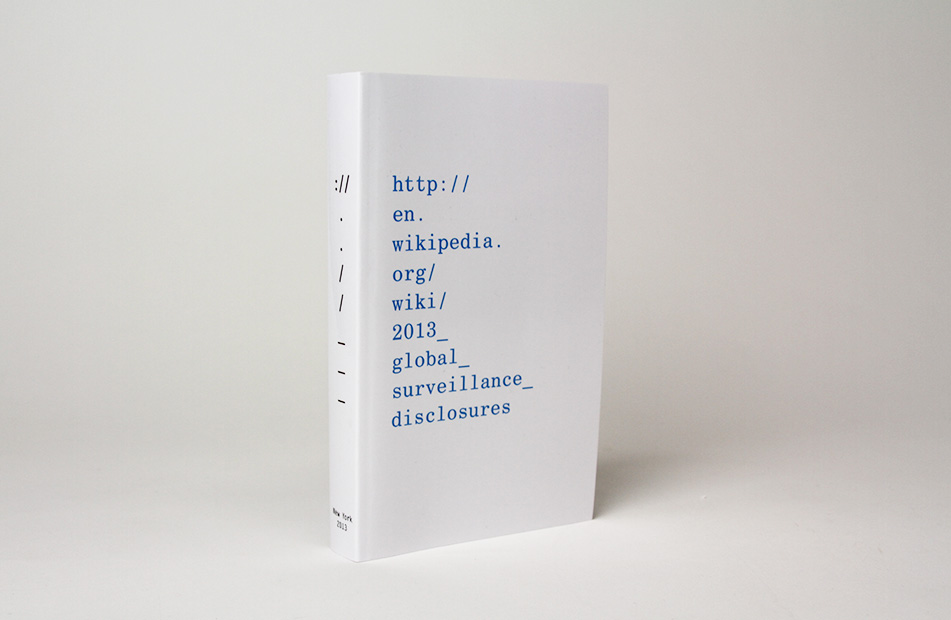 ://
.
.
/
/
_
_
_
New York
2013
http://
en.
wikipedia.
org/
wiki/
2013_
global_
surveillance_
disclosures